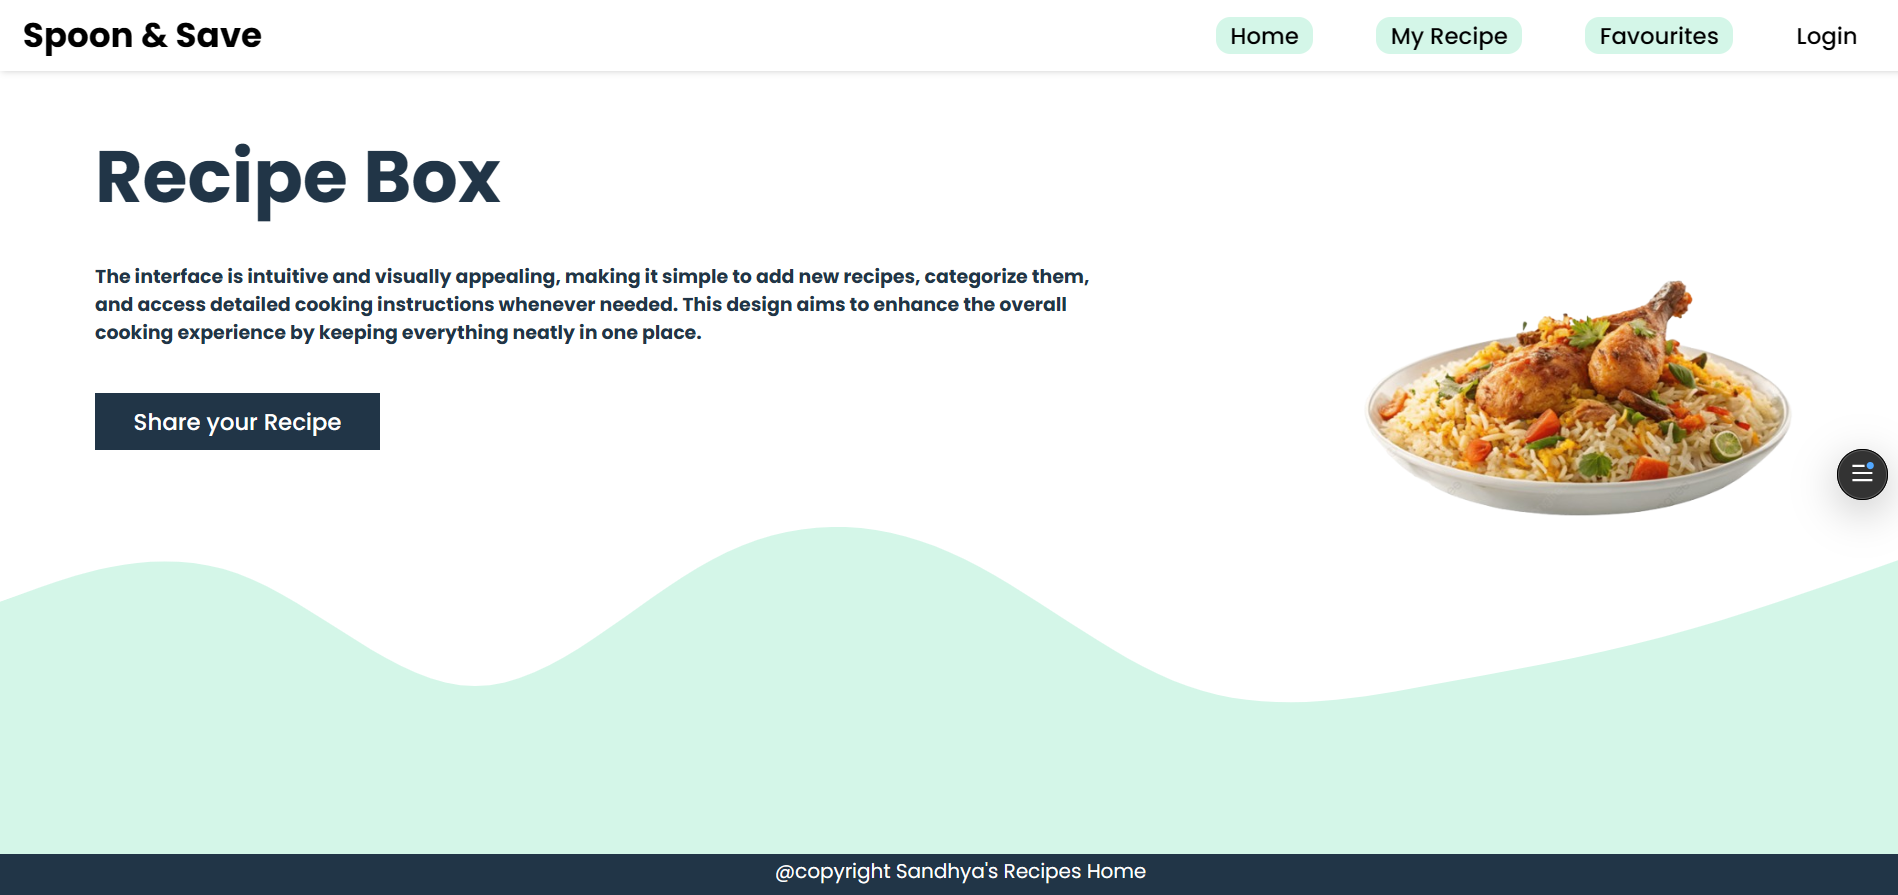 Spoon & Save
Home
My Recipe
Favourites
Login
Recipe Box
The interface is intuitive and visually appealing, making it simple to add new recipes, categorize them,
and access detailed cooking instructions whenever needed. This design aims to enhance the overall
cooking experience by keeping everything neatly in one place.
Share your Recipe
@copyright Sandhya's Recipes Home